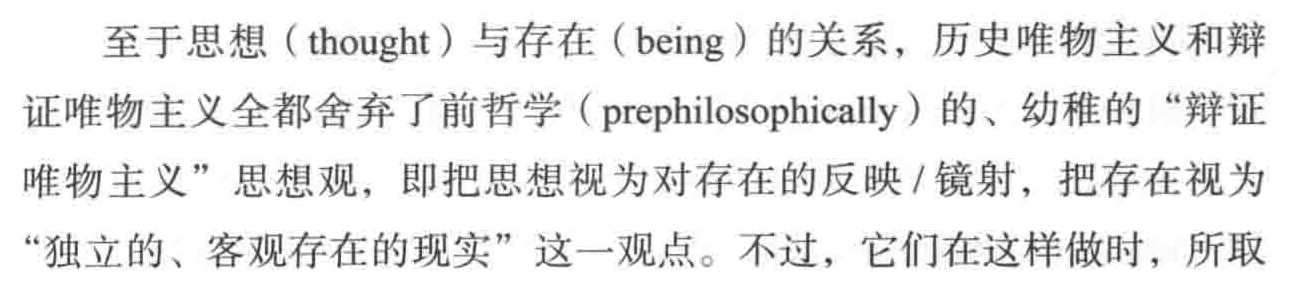 至于思想（thought）与存在（being）的关系，历史唯物主义和辩
证唯物主义全都舍弃了前哲学（prephilosophically）的、幼稚的“辩证
唯物主义”思想观，即把思想视为对存在的反映/镜射，把存在视为
“独立的、客观存在的现实”这一观点。不过，它们在这样做时，所取